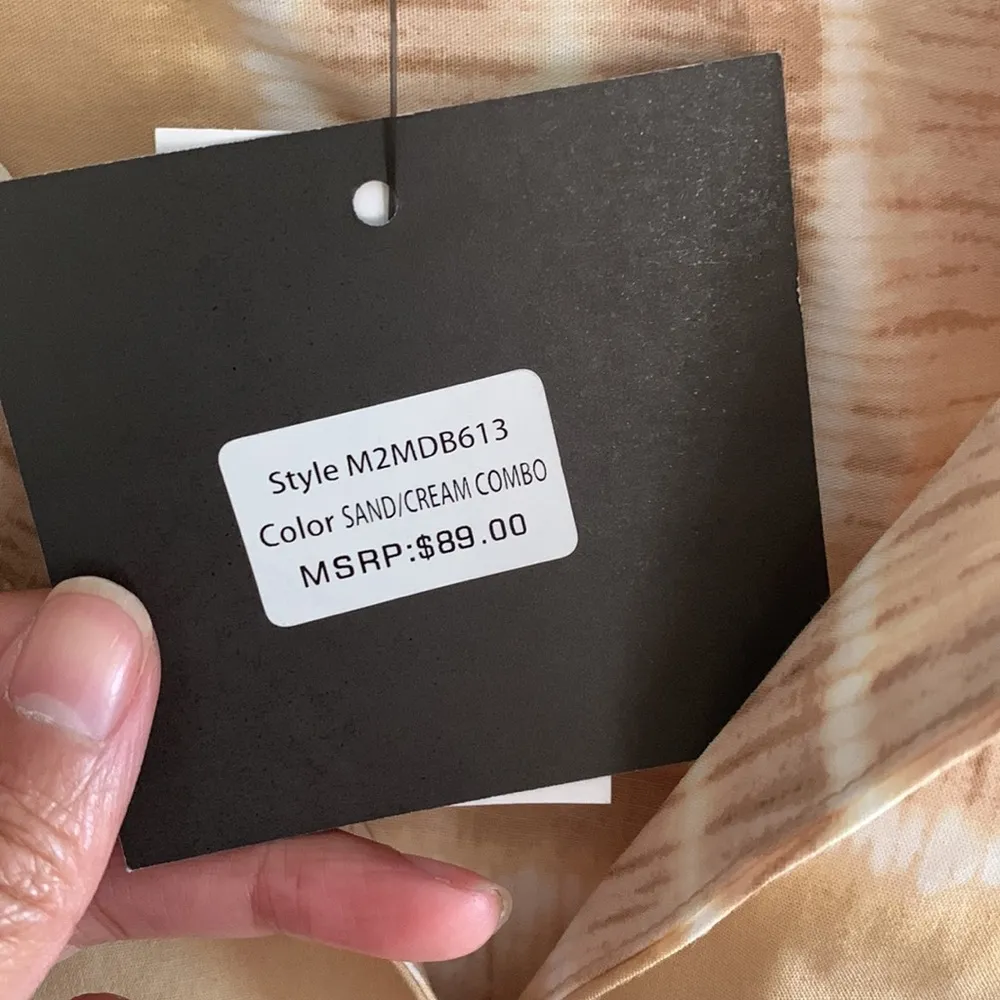 Style M2MDB613
Color SAND/CREAM COMBO
MSRP:$89.00